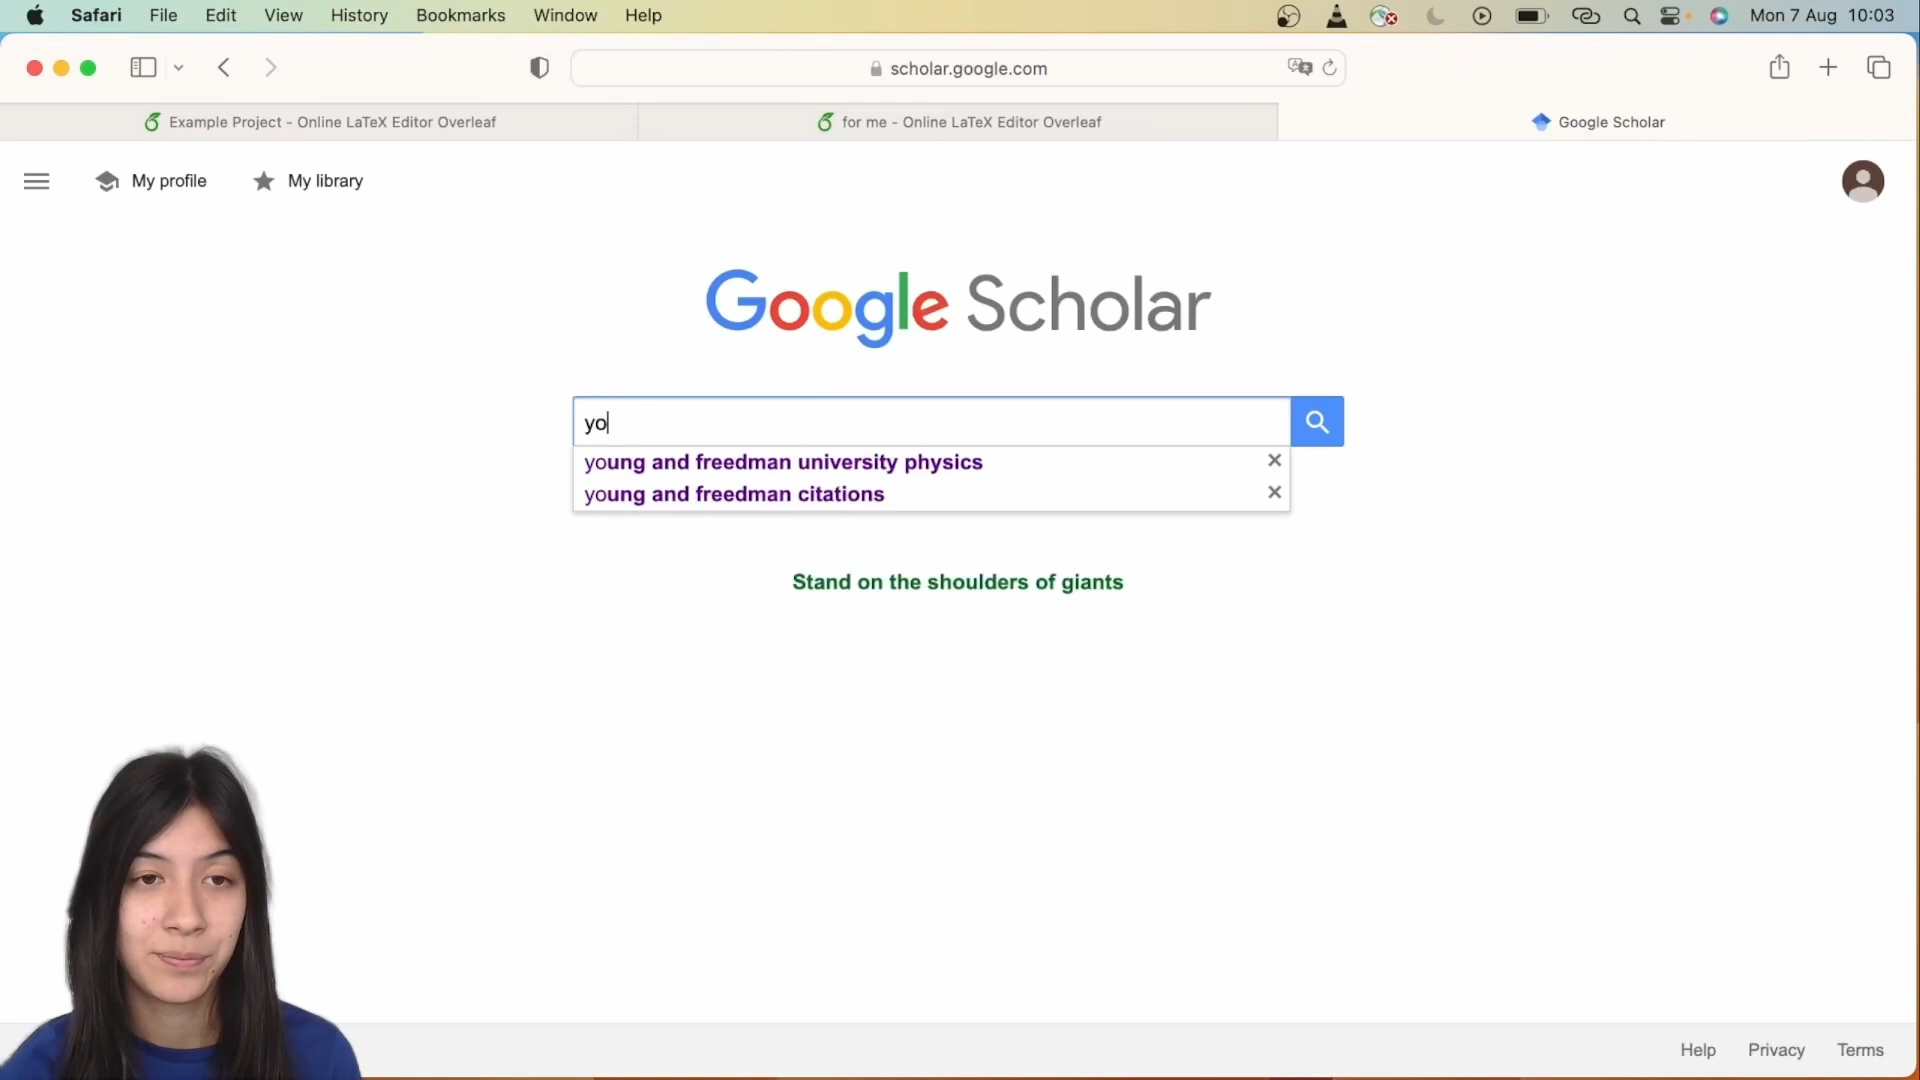 Safari File Edit View History Bookmarks Window Help Mon 7 Aug 10:03
scholar.google.com
Example Project - Online LaTeX Editor Overleaf
for me - Online LaTeX Editor Overleaf
Google Scholar
My profile
My library
Google Scholar
yo
young and freedman university physics
young and freedman citations
Stand on the shoulders of giants
Help Privacy Terms